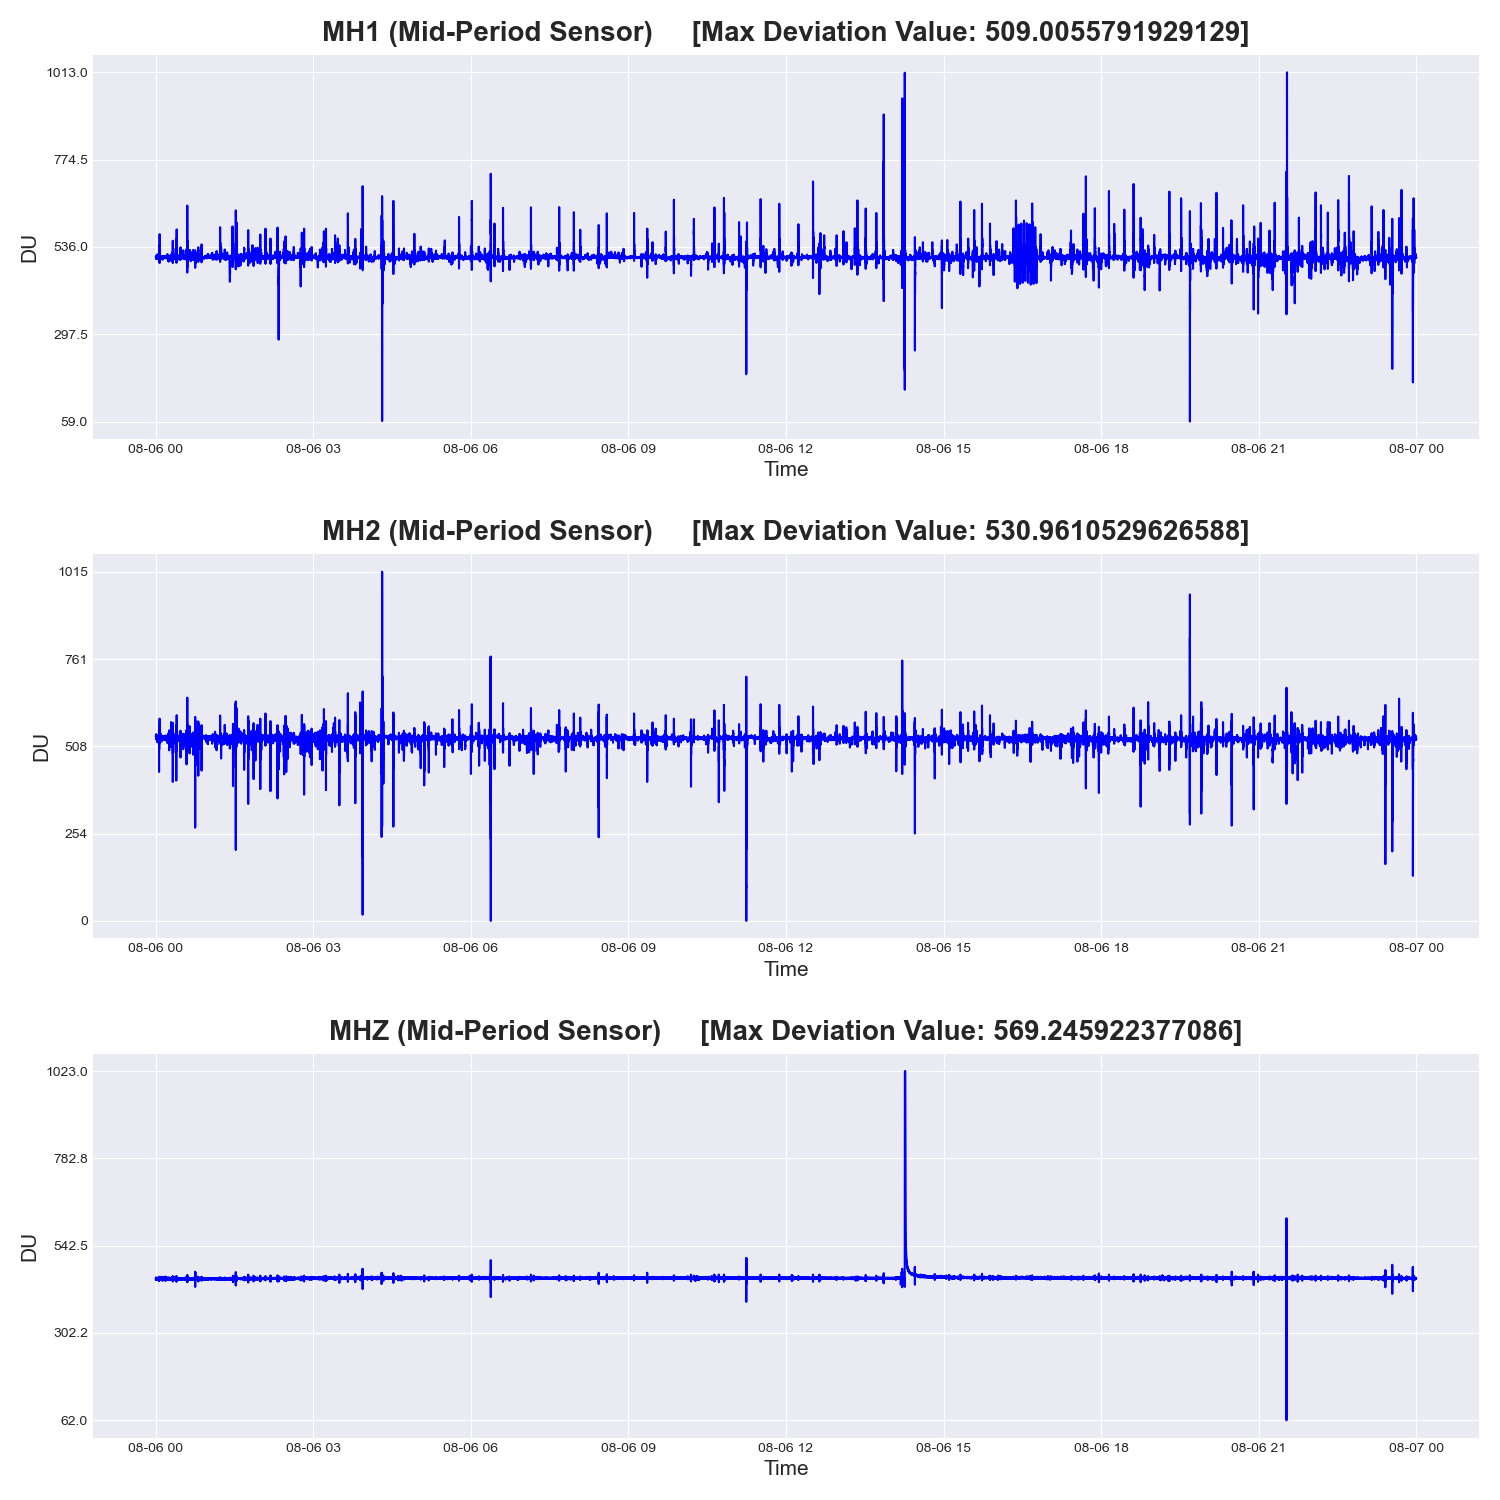 MH1 (Mid-Period Sensor) [Max Deviation Value: 509.0055791929129]
1013.0
774.5
536.0
297.5
59.0
DU
08-06 00 08-06 03 08-06 06 08-06 09 08-06 12 08-06 15 08-06 18 08-06 21 08-07 00
Time
MH2 (Mid-Period Sensor) [Max Deviation Value: 530.9610529626588]
1015
761
508
254
0
DU
08-06 00 08-06 03 08-06 06 08-06 09 08-06 12 08-06 15 08-06 18 08-06 21 08-07 00
Time
MHZ (Mid-Period Sensor) [Max Deviation Value: 569.245922377086]
1023.0
782.8
542.5
302.2
62.0
DU
08-06 00 08-06 03 08-06 06 08-06 09 08-06 12 08-06 15 08-06 18 08-06 21 08-07 00
Time